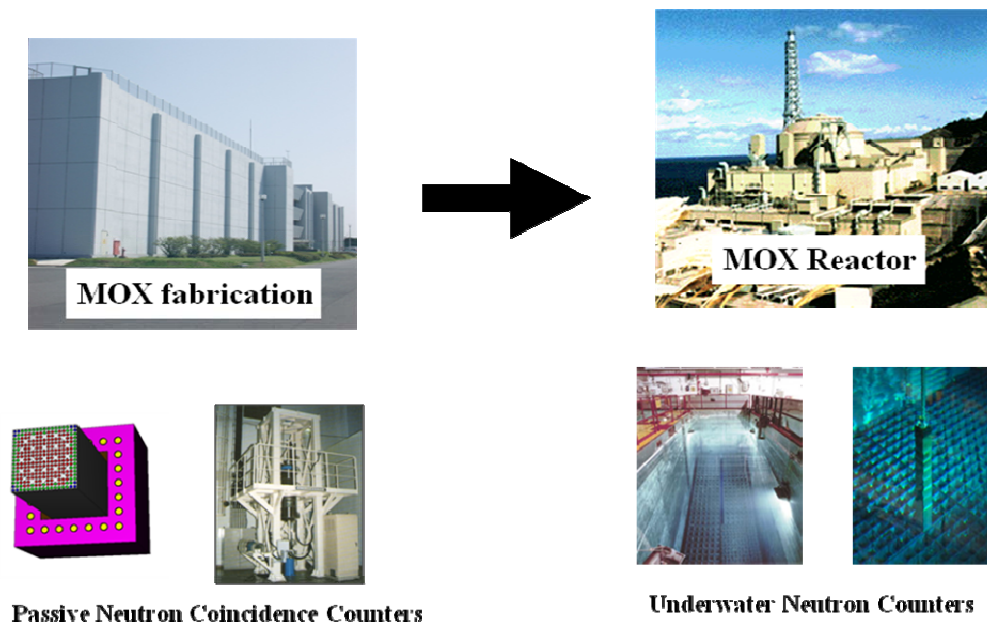 MOX fabrication
MOX Reactor
Passive Neutron Coincidence Counters
Underwater Neutron Counters